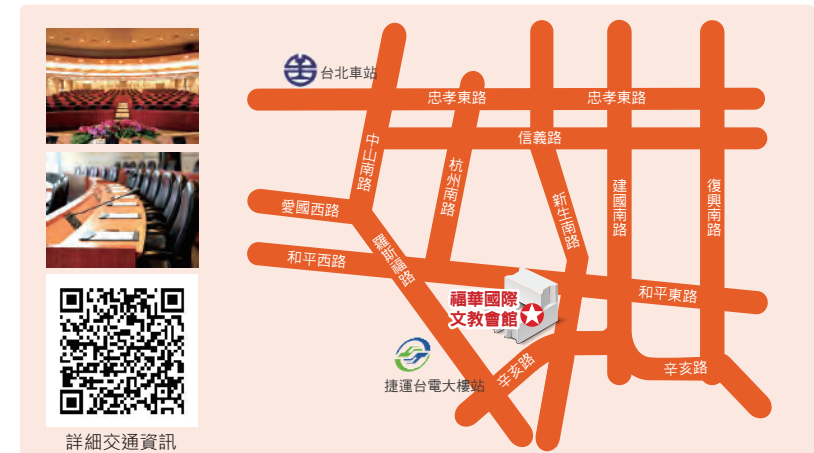 台北車站
忠孝東路
忠孝東路
信義路
中山南路
杭州南路
新生南路
建國南路
復興南路
愛國西路
羅斯福路
和平西路
和平東路
福華國際
文教會館
辛亥路
辛亥路
捷運台電大樓站
詳細交通資訊